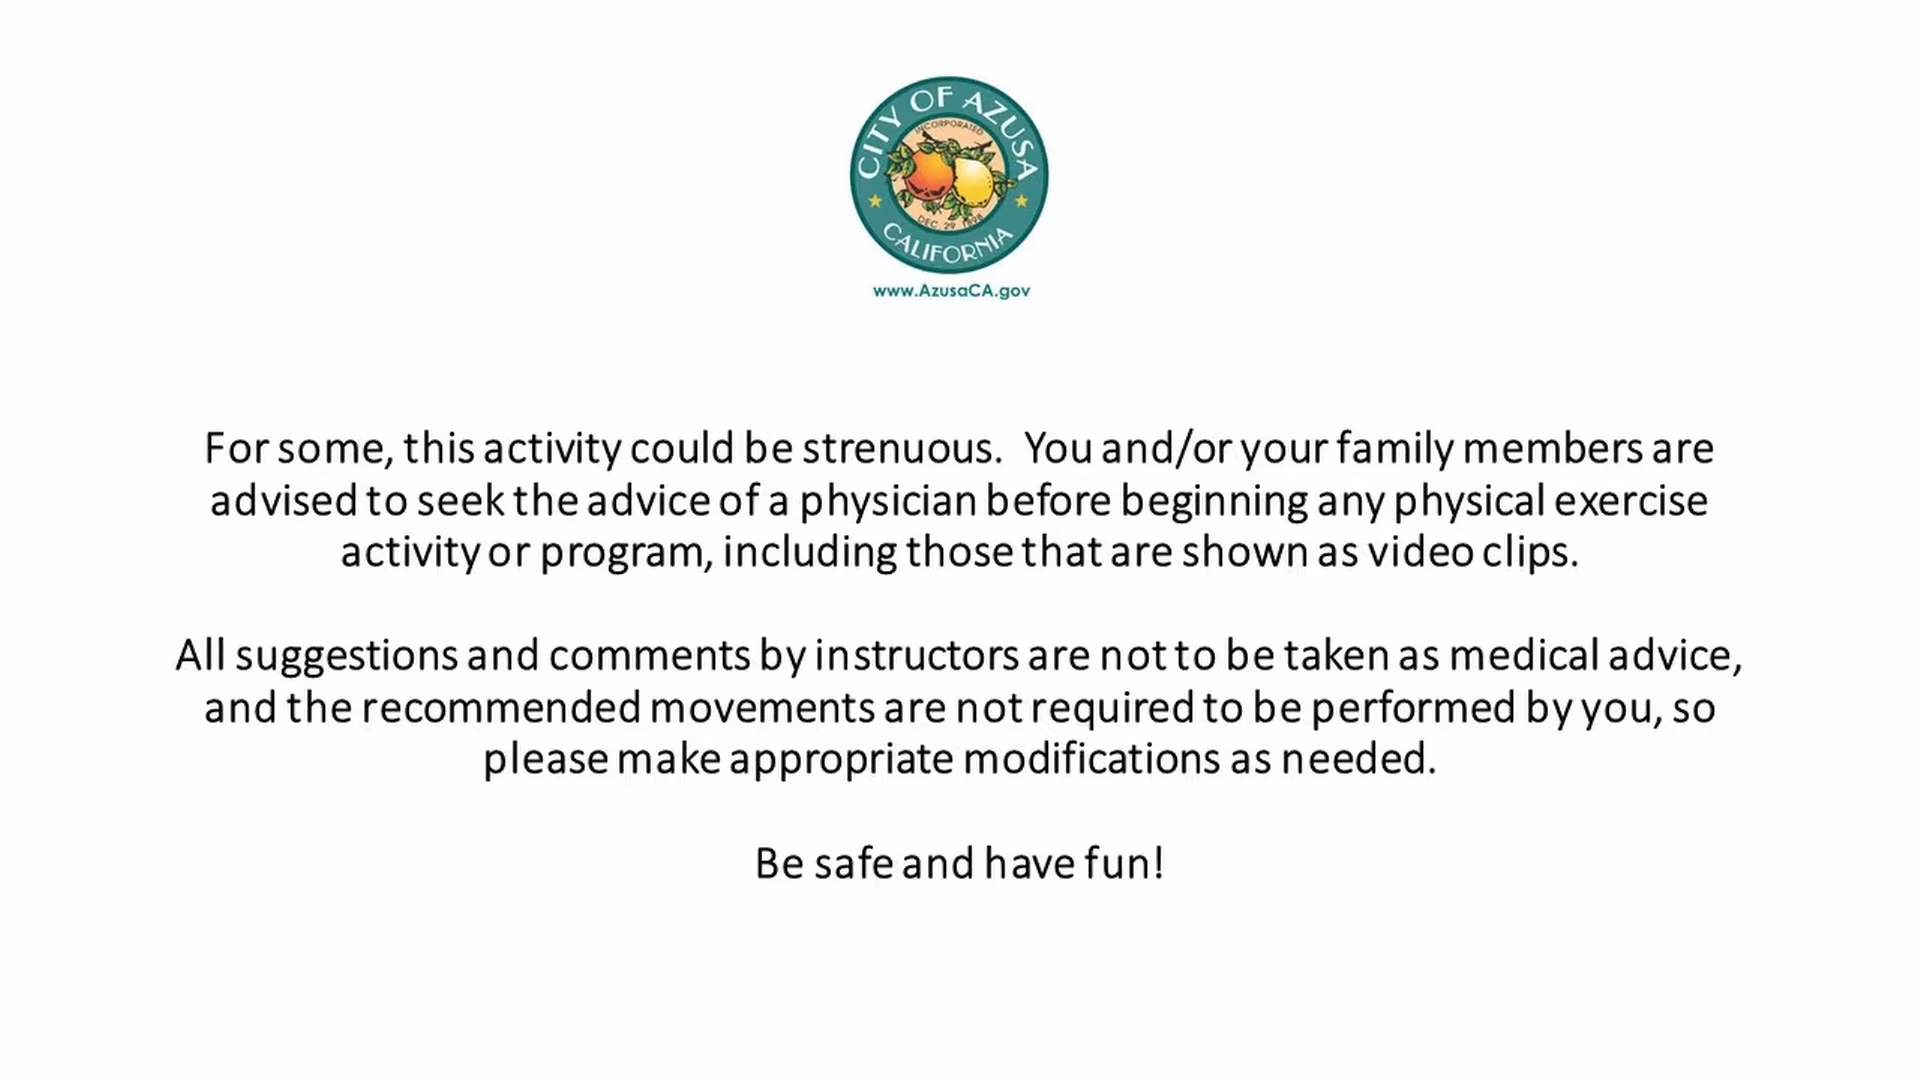 CITY OF AZUSA
INCORPORATED
DEC. 29 1898
CALIFORNIA
www.AzusaCA.gov
For some, this activity could be strenuous. You and/or your family members are
advised to seek the advice of a physician before beginning any physical exercise
activity or program, including those that are shown as video clips.
All suggestions and comments by instructors are not to be taken as medical advice,
and the recommended movements are not required to be performed by you, so
please make appropriate modifications as needed.
Be safe and have fun!